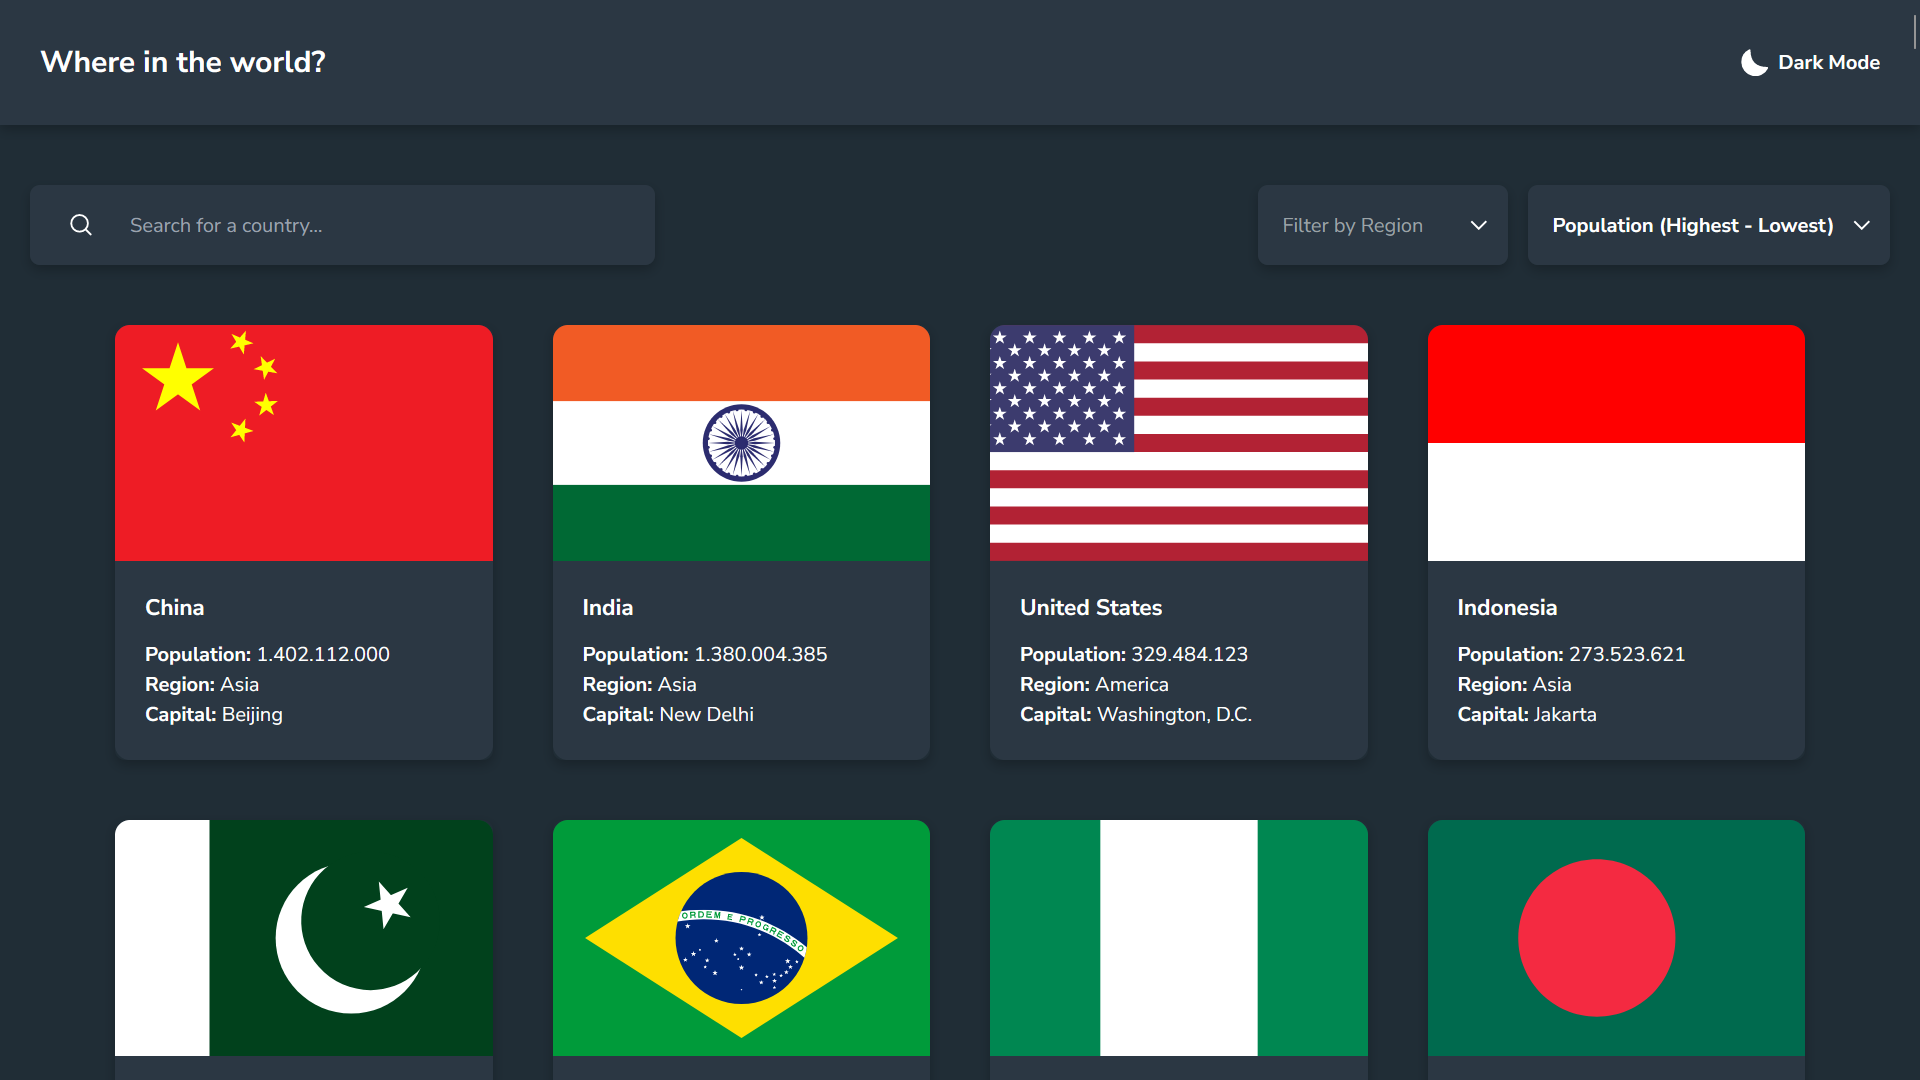 Where in the world?
Dark Mode
Search for a country...
Filter by Region
Population (Highest - Lowest)
China
Population: 1.402.112.000
Region: Asia
Capital: Beijing
India
Population: 1.380.004.385
Region: Asia
Capital: New Delhi
United States
Population: 329.484.123
Region: America
Capital: Washington, D.C.
Indonesia
Population: 273.523.621
Region: Asia
Capital: Jakarta
ORDEM E PROGRESSO